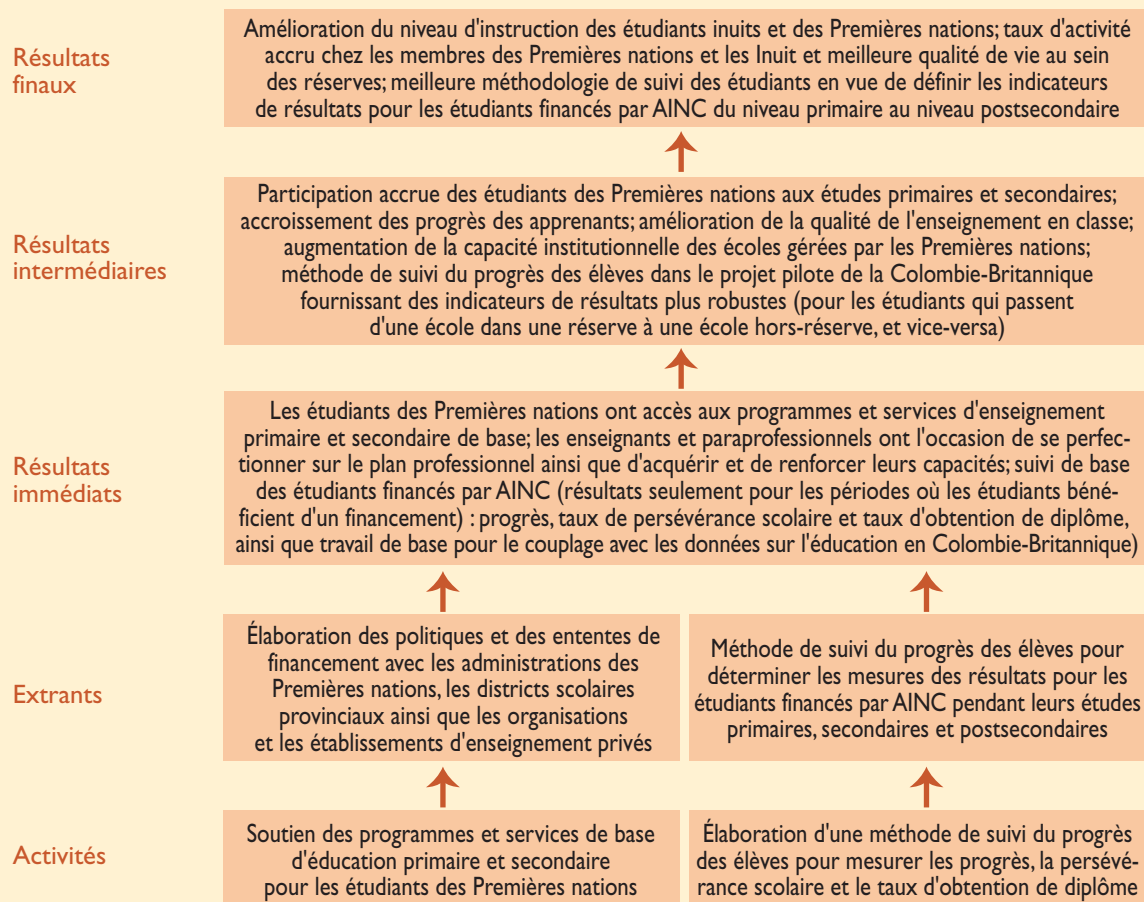 Résultats
finaux
Amélioration du niveau d'instruction des étudiants inuits et des Premières nations; taux d'activité
accru chez les membres des Premières nations et les Inuit et meilleure qualité de vie au sein
des réserves; meilleure méthodologie de suivi des étudiants en vue de définir les indicateurs
de résultats pour les étudiants financés par AINC du niveau primaire au niveau postsecondaire
Résultats
intermédiaires
Participation accrue des étudiants des Premières nations aux études primaires et secondaires;
accroissement des progrès des apprenants; amélioration de la qualité de l'enseignement en classe;
augmentation de la capacité institutionnelle des écoles gérées par les Premières nations;
méthode de suivi du progrès des élèves dans le projet pilote de la Colombie-Britannique
fournissant des indicateurs de résultats plus robustes (pour les étudiants qui passent
d'une école dans une réserve à une école hors-réserve, et vice-versa)
Résultats
immédiats
Les étudiants des Premières nations ont accès aux programmes et services d'enseignement
primaire et secondaire de base; les enseignants et paraprofessionnels ont l'occasion de se perfec-
tionner sur le plan professionnel ainsi que d'acquérir et de renforcer leurs capacités; suivi de base
des étudiants financés par AINC (résultats seulement pour les périodes où les étudiants béné-
ficient d'un financement) : progrès, taux de persévérance scolaire et taux d'obtention de diplôme,
ainsi que travail de base pour le couplage avec les données sur l'éducation en Colombie-Britannique)
Extrants
Élaboration des politiques et des ententes de
financement avec les administrations des
Premières nations, les districts scolaires
provinciaux ainsi que les organisations
et les établissements d'enseignement privés
Méthode de suivi du progrès des élèves pour
déterminer les mesures des résultats pour les
étudiants financés par AINC pendant leurs études
primaires, secondaires et postsecondaires
Activités
Soutien des programmes et services de base
d'éducation primaire et secondaire
pour les étudiants des Premières nations
Élaboration d'une méthode de suivi du progrès
des élèves pour mesurer les progrès, la persévé-
rance scolaire et le taux d'obtention de diplôme